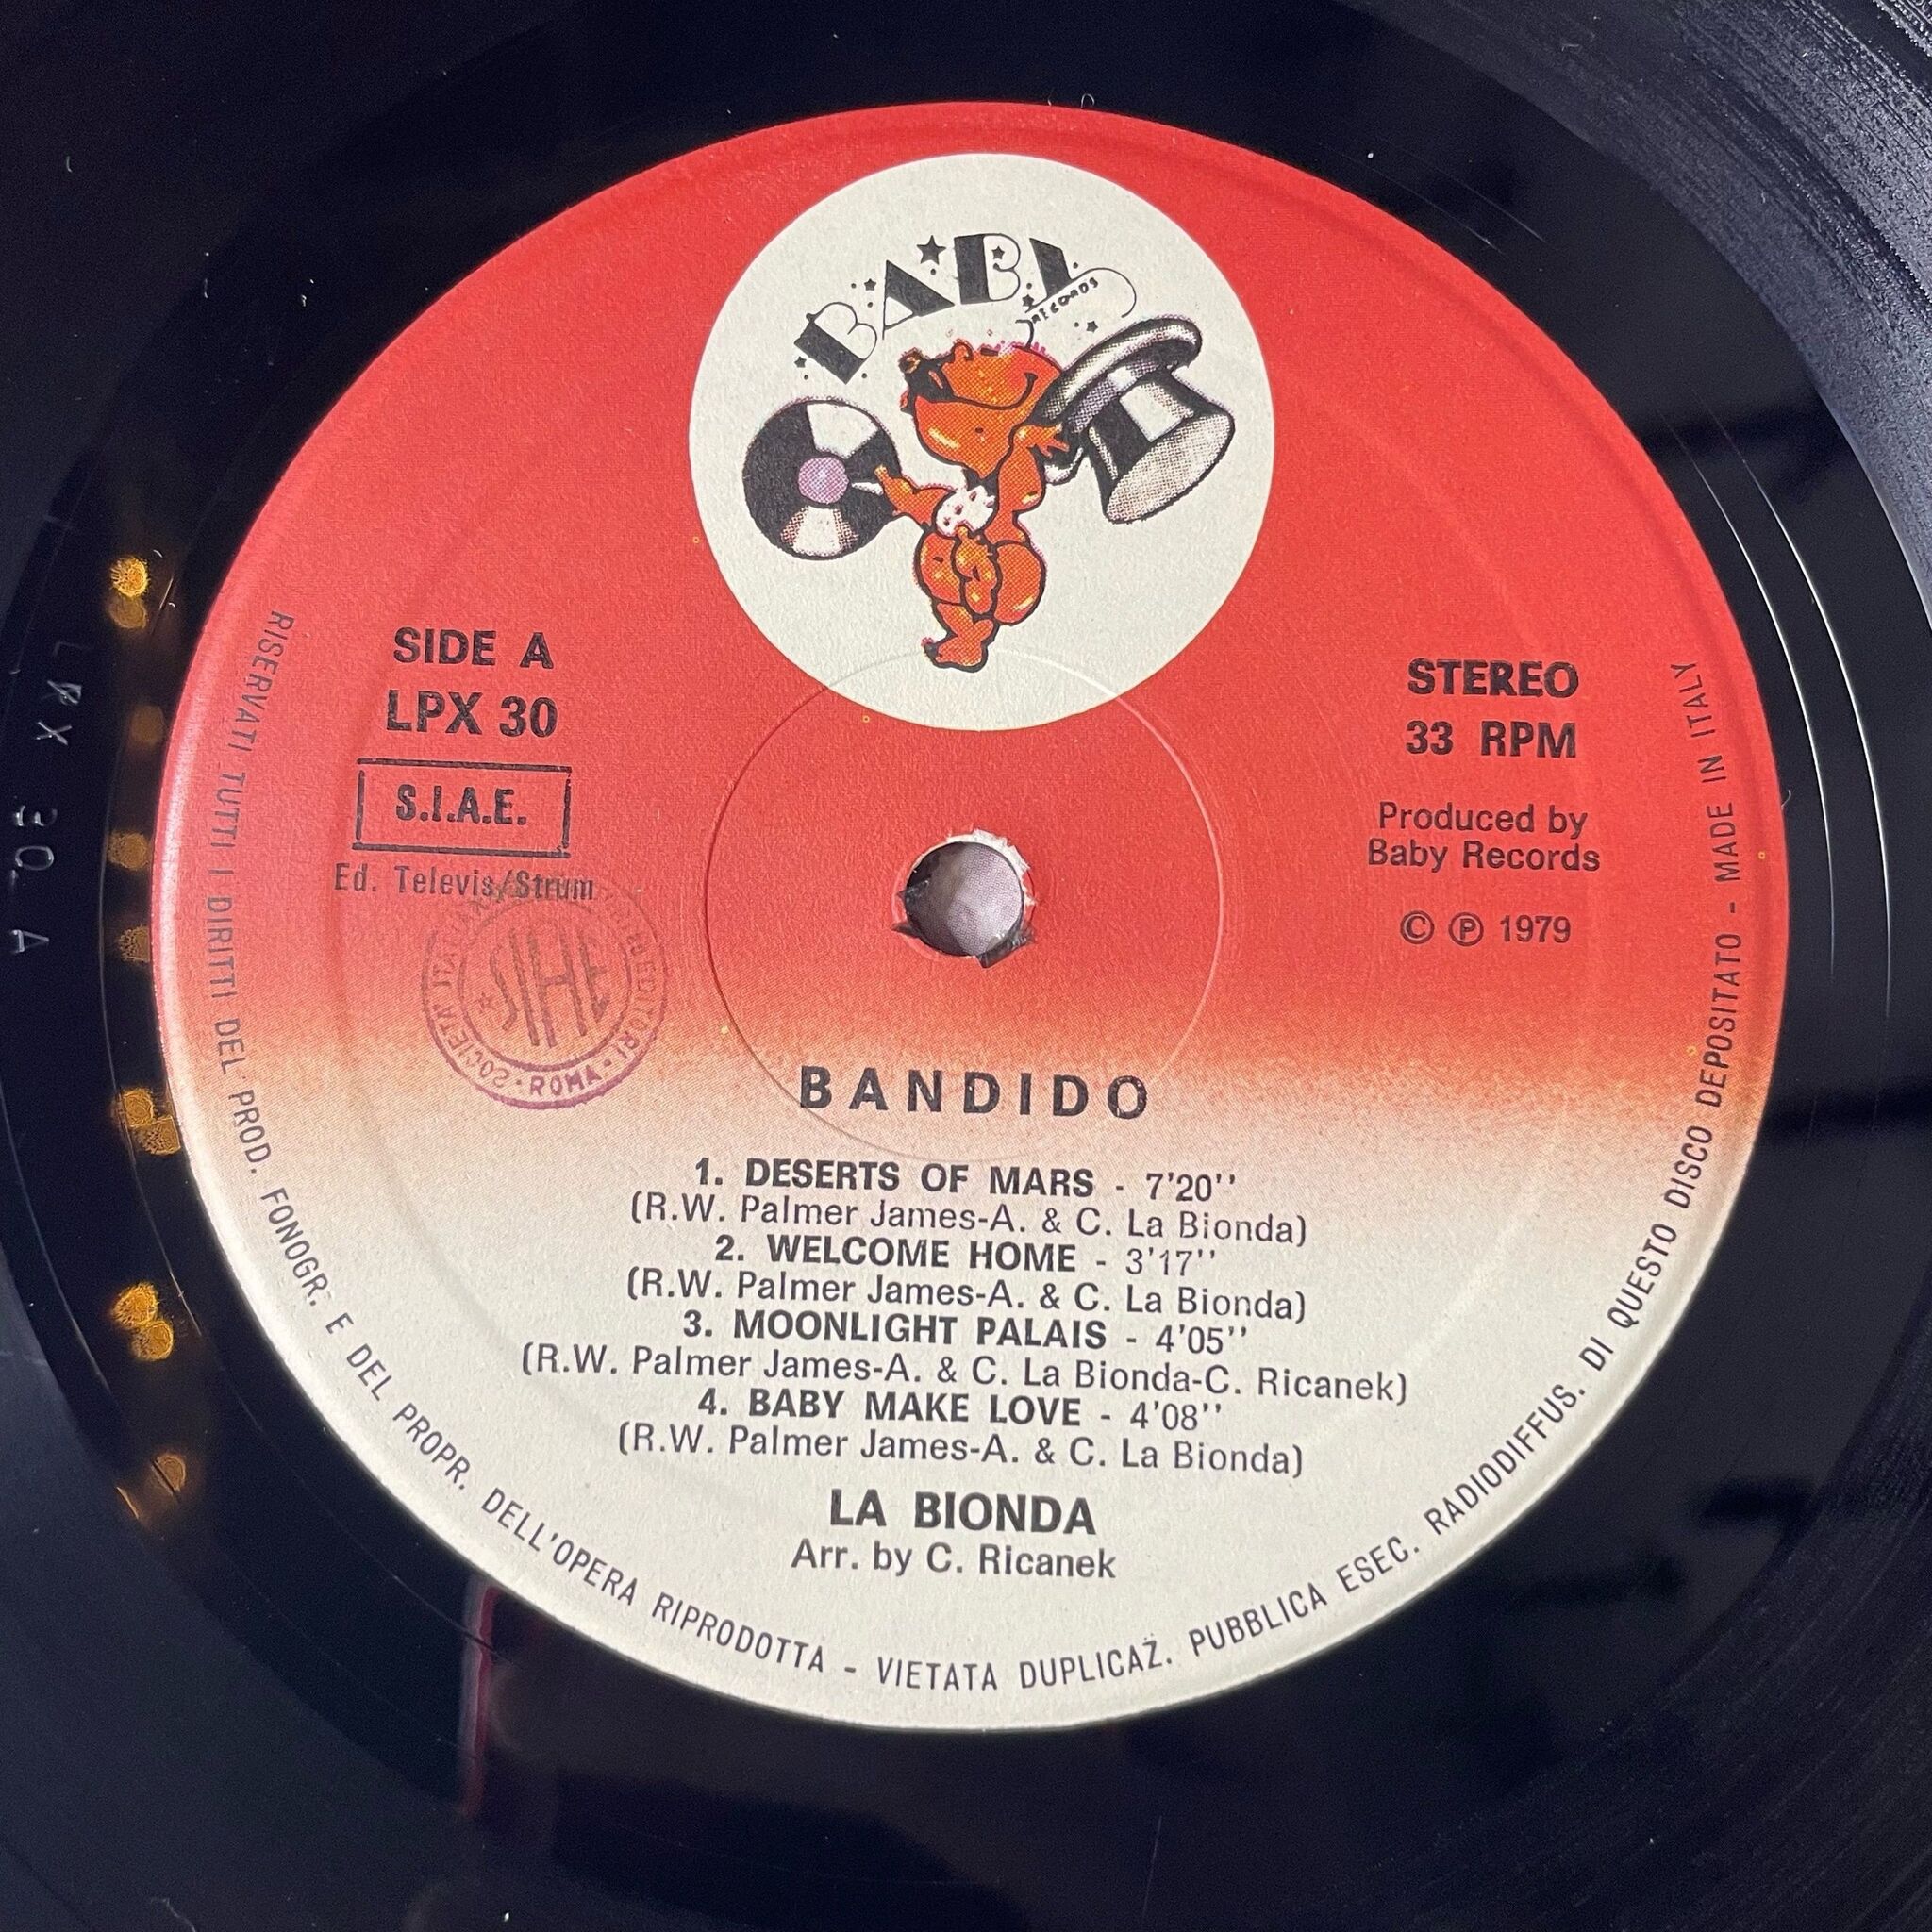 BABY
RECORDS
SIDE A
LPX 30
S.I.A.E.
Ed. Televis/Strum
STEREO
33 RPM
Produced by
Baby Records
© ℗ 1979
SIAE
ROMA
BANDIDO
1. DESERTS OF MARS - 7'20''
(R.W. Palmer James-A. & C. La Bionda)
2. WELCOME HOME - 3'17''
(R.W. Palmer James-A. & C. La Bionda)
3. MOONLIGHT PALAIS - 4'05''
(R.W. Palmer James-A. & C. La Bionda-C. Ricanek)
4. BABY MAKE LOVE - 4'08''
(R.W. Palmer James-A. & C. La Bionda)
LA BIONDA
Arr. by C. Ricanek
RISERVATI TUTTI I DIRITTI DEL PROD. FONOGR. E DEL PROPR. DELL'OPERA RIPRODOTTA - VIETATA DUPLICAZ. PUBBLICA ESEC. RADIODIFFUS. DI QUESTO DISCO DEPOSITATO - MADE IN ITALY
LPX 30 A